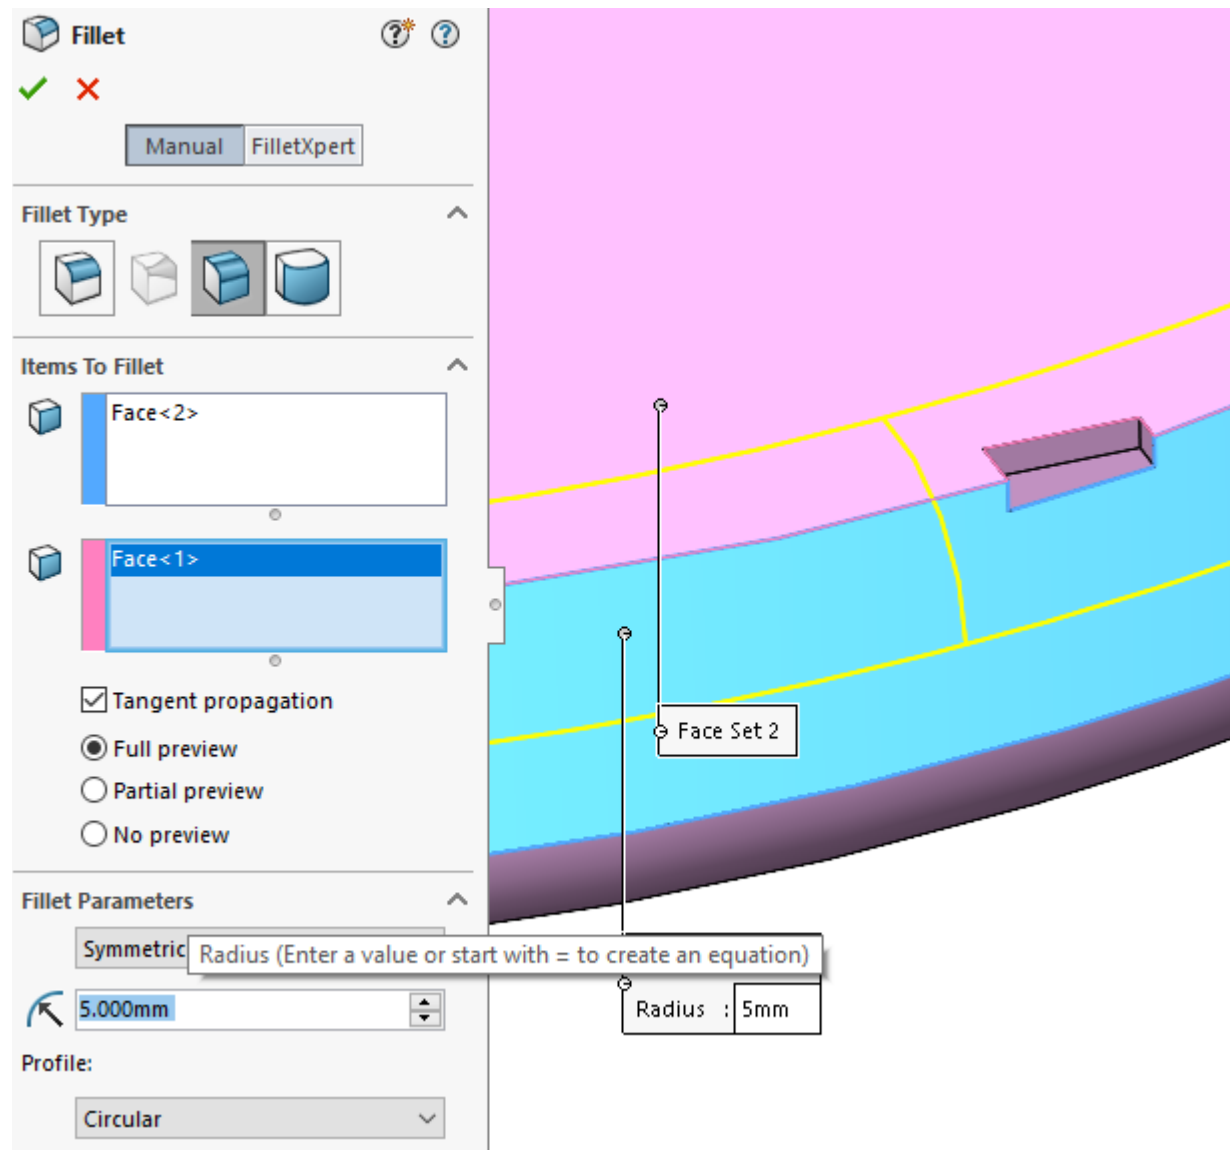 Fillet
Manual
FilletXpert
Fillet Type
Items To Fillet
Face<2>
Face<1>
Tangent propagation
Full preview
Partial preview
No preview
Fillet Parameters
Symmetric
Radius (Enter a value or start with = to create an equation)
5.000mm
Profile:
Circular
Face Set 2
Radius : 5mm